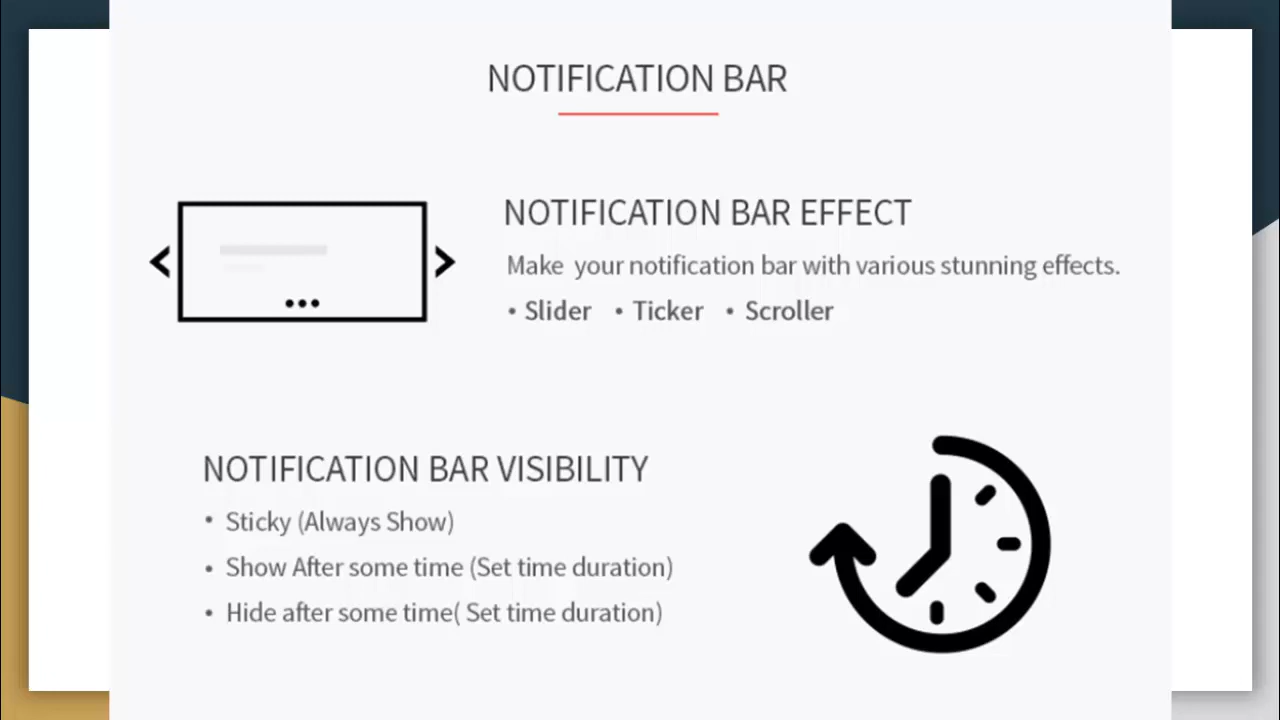 NOTIFICATION BAR
NOTIFICATION BAR EFFECT
Make your notification bar with various stunning effects.
• Slider • Ticker • Scroller
NOTIFICATION BAR VISIBILITY
• Sticky (Always Show)
• Show After some time (Set time duration)
• Hide after some time( Set time duration)